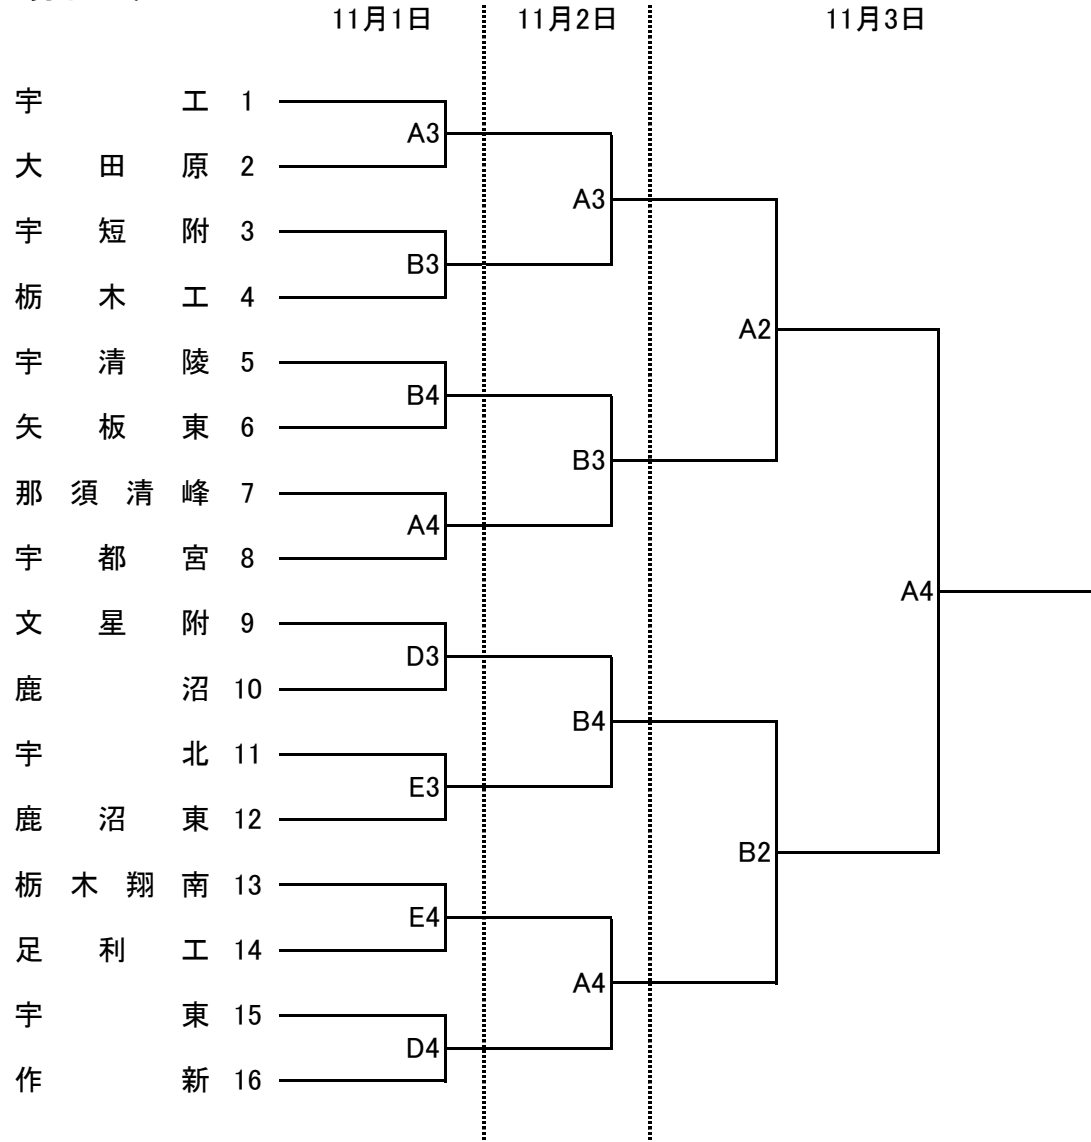 11月1日 11月2日 11月3日
宇工 1
A3
大田原 2
A3
宇短附 3
B3
栃木工 4
A2
宇清陵 5
B4
矢板東 6
B3
那須清峰 7
A4
宇都宮 8
A4
文星附 9
D3
鹿沼 10
B4
宇北 11
E3
鹿沼東 12
B2
栃木翔南 13
E4
足利工 14
A4
宇東 15
D4
作新 16